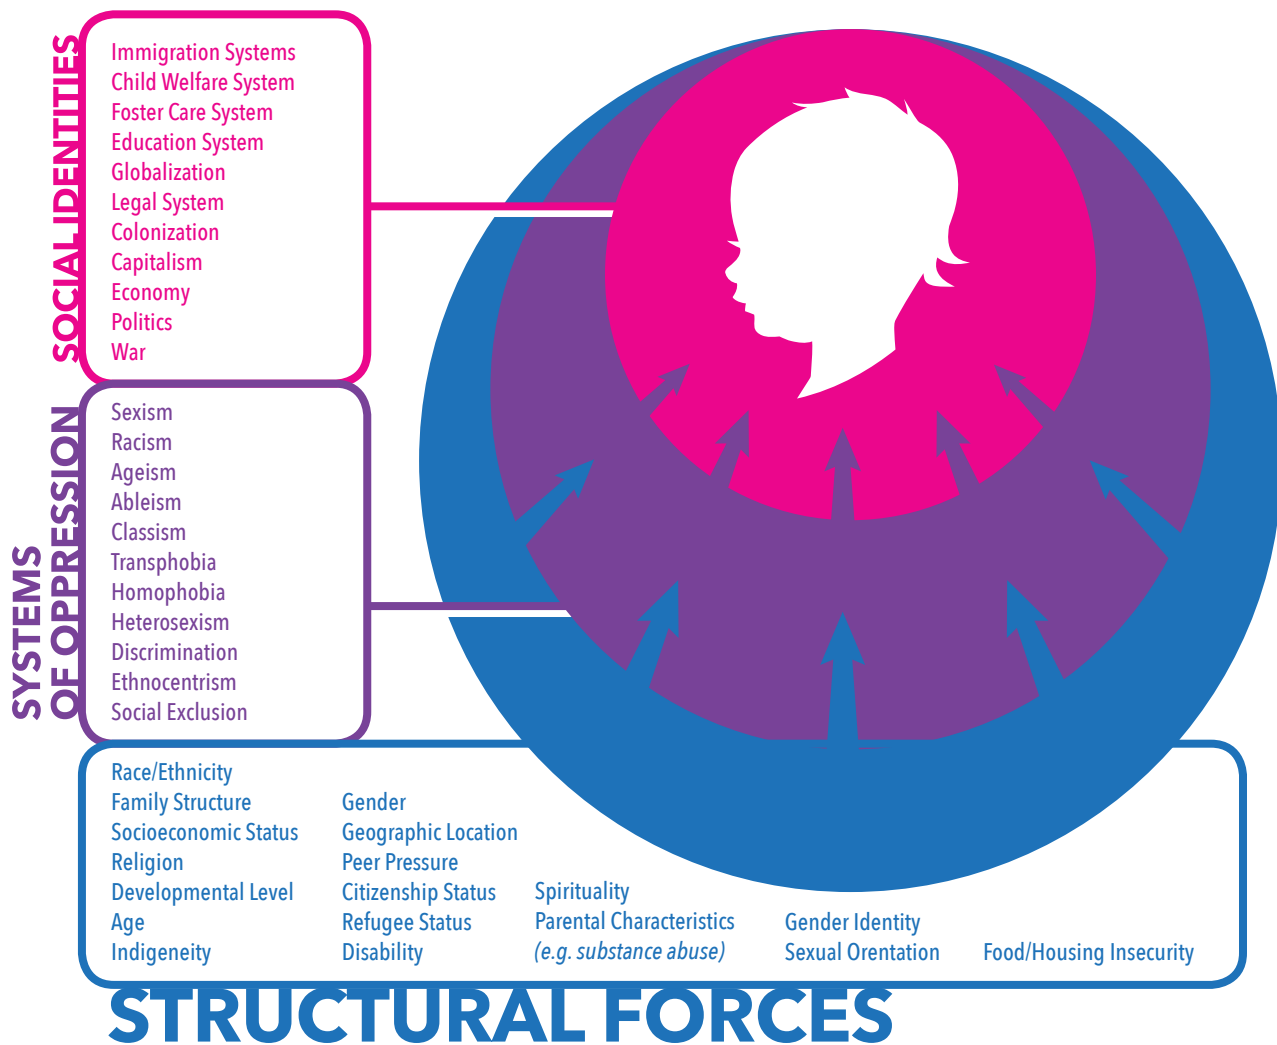 SOCIAL IDENTITIES
Immigration Systems
Child Welfare System
Foster Care System
Education System
Globalization
Legal System
Colonization
Capitalism
Economy
Politics
War
SYSTEMS
OF OPPRESSION
Sexism
Racism
Ageism
Ableism
Classism
Transphobia
Homophobia
Heterosexism
Discrimination
Ethnocentrism
Social Exclusion
Race/Ethnicity
Family Structure
Socioeconomic Status
Religion
Developmental Level
Age
Indigeneity
Gender
Geographic Location
Peer Pressure
Citizenship Status
Refugee Status
Disability
Spirituality
Parental Characteristics
(e.g. substance abuse)
Gender Identity
Sexual Orentation
Food/Housing Insecurity
STRUCTURAL FORCES